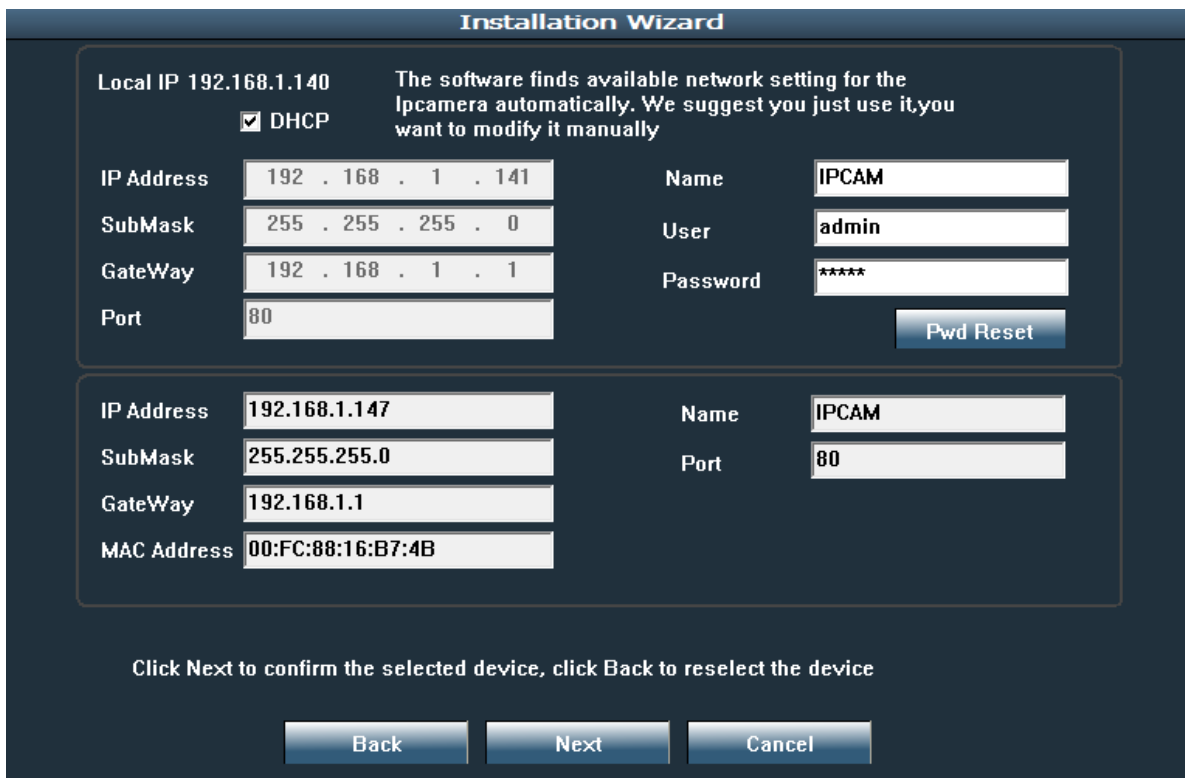 Installation Wizard
Local IP 192.168.1.140
DHCP
The software finds available network setting for the
Ipcamera automatically. We suggest you just use it,you
want to modify it manually
IP Address 192 . 168 . 1 . 141
SubMask 255 . 255 . 255 . 0
GateWay 192 . 168 . 1 . 1
Port 80
Name IPCAM
User admin
Password *****
Pwd Reset
IP Address 192.168.1.147
SubMask 255.255.255.0
GateWay 192.168.1.1
MAC Address 00:FC:88:16:B7:4B
Name IPCAM
Port 80
Click Next to confirm the selected device, click Back to reselect the device
Back Next Cancel